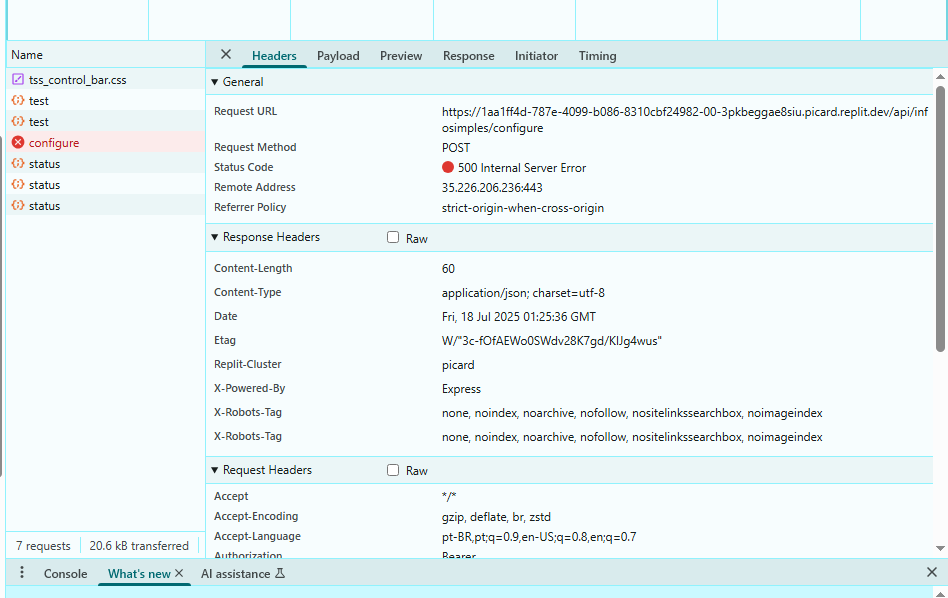 Name
tss_control_bar.css
test
test
configure
status
status
status
7 requests
20.6 kB transferred
Headers
Payload
Preview
Response
Initiator
Timing
General
Request URL
https://1aa1ff4d-787e-4099-b086-8310cbf24982-00-3pkbeggae8siu.picard.replit.dev/api/inf
osimples/configure
Request Method
POST
Status Code
500 Internal Server Error
Remote Address
35.226.206.236:443
Referrer Policy
strict-origin-when-cross-origin
Response Headers
Raw
Content-Length
60
Content-Type
application/json; charset=utf-8
Date
Fri, 18 Jul 2025 01:25:36 GMT
Etag
W/"3c-fOfAEWo0SWdv28K7gd/KIJg4wus"
Replit-Cluster
picard
X-Powered-By
Express
X-Robots-Tag
none, noindex, noarchive, nofollow, nositelinkssearchbox, noimageindex
X-Robots-Tag
none, noindex, noarchive, nofollow, nositelinkssearchbox, noimageindex
Request Headers
Raw
Accept
*/*
Accept-Encoding
gzip, deflate, br, zstd
Accept-Language
pt-BR,pt;q=0.9,en-US;q=0.8,en;q=0.7
Authorization
Bearer
Console
What's new
AI assistance